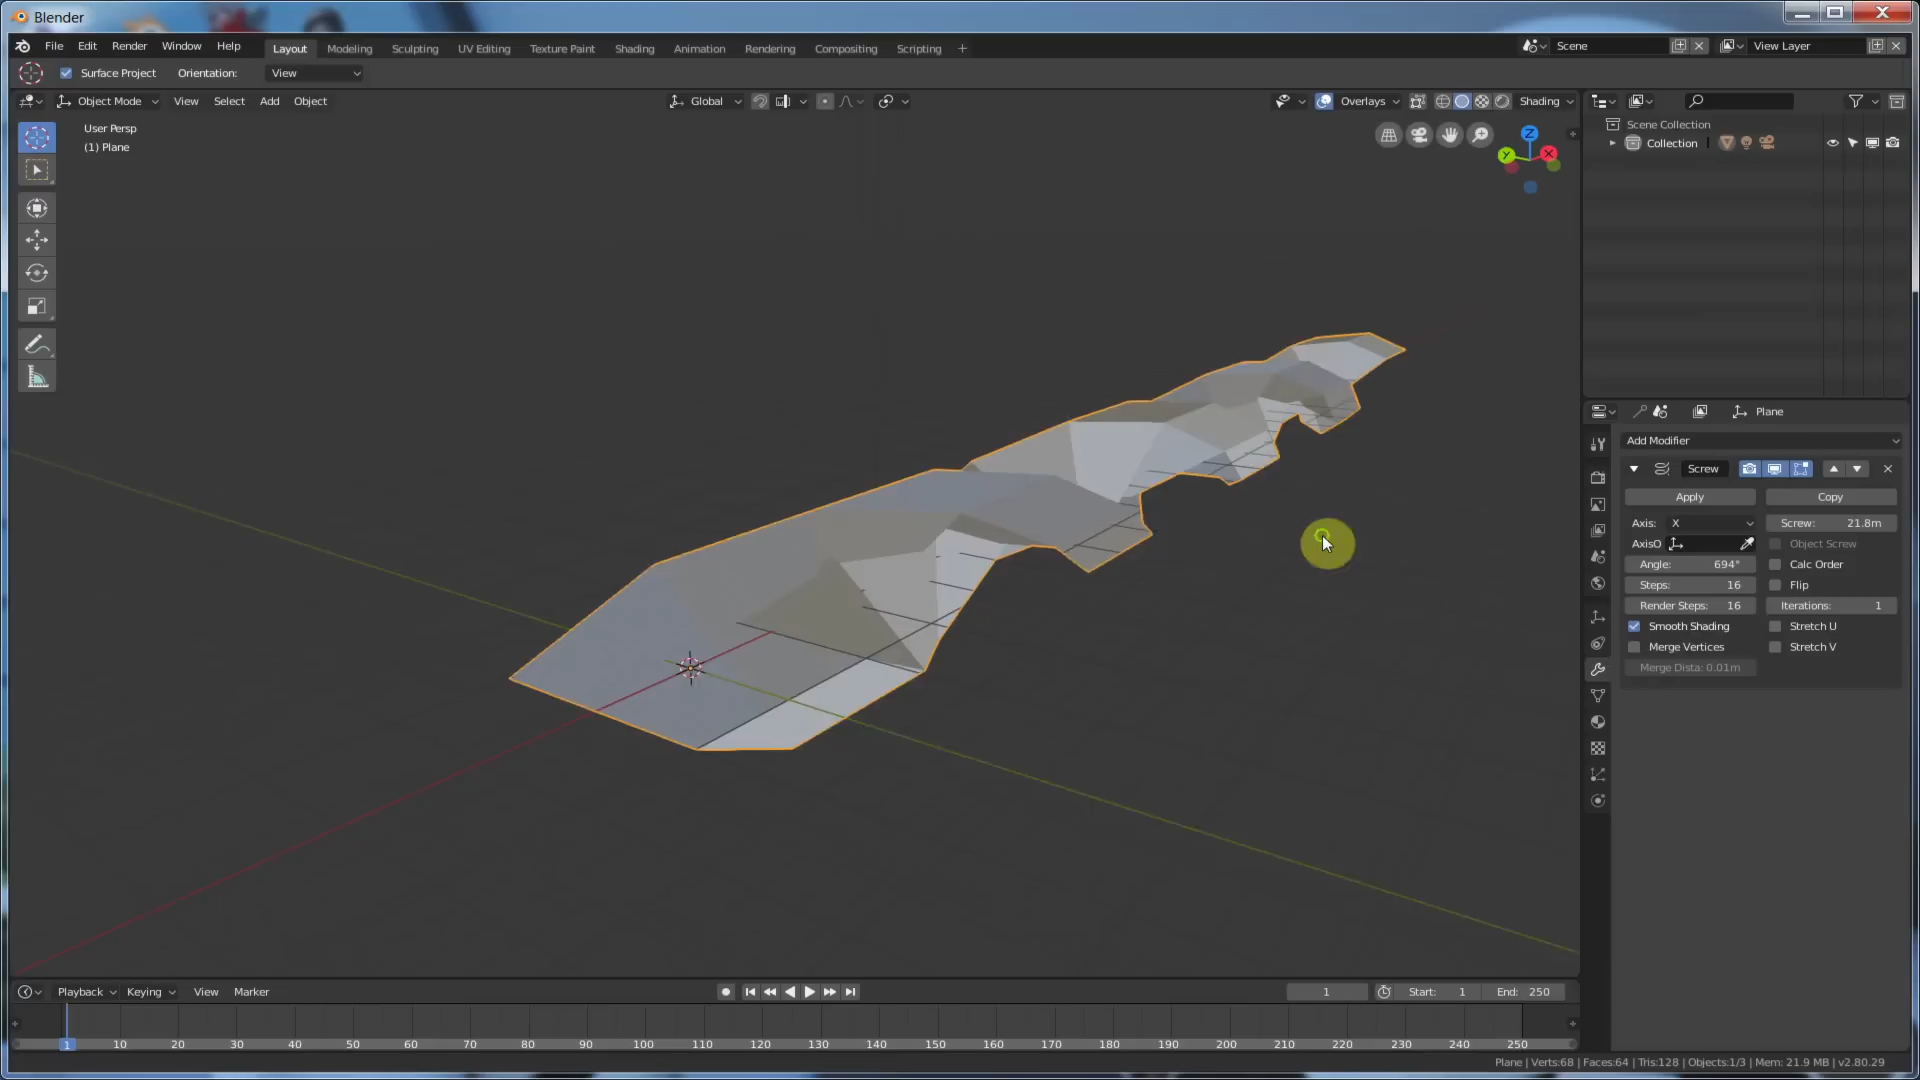 Blender
File Edit Render Window Help
Layout Modeling Sculpting UV Editing Texture Paint Shading Animation Rendering Compositing Scripting +
Scene
View Layer
Surface Project Orientation: View
Object Mode View Select Add Object
Global
Overlays
Shading
User Persp
(1) Plane
Z
Y
X
Scene Collection
Collection
Plane
Add Modifier
Screw
Apply Copy
Axis: X Screw: 21.8m
AxisO Object Screw
Angle: 694° Calc Order
Steps: 16 Flip
Render Steps: 16 Iterations: 1
Smooth Shading Stretch U
Merge Vertices Stretch V
Merge Dista: 0.01m
Playback Keying View Marker
1 Start: 1 End: 250
1 10 20 30 40 50 60 70 80 90 100 110 120 130 140 150 160 170 180 190 200 210 220 230 240 250
Plane | Verts:68 | Faces:64 | Tris:128 | Objects:1/3 | Mem: 21.9 MB | v2.80.29